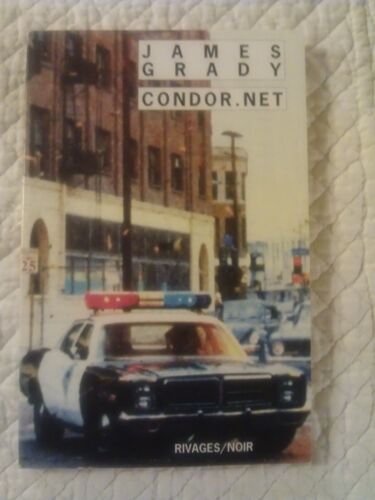 JAMES
GRADY
CONDOR.NET
25
RIVAGES/NOIR